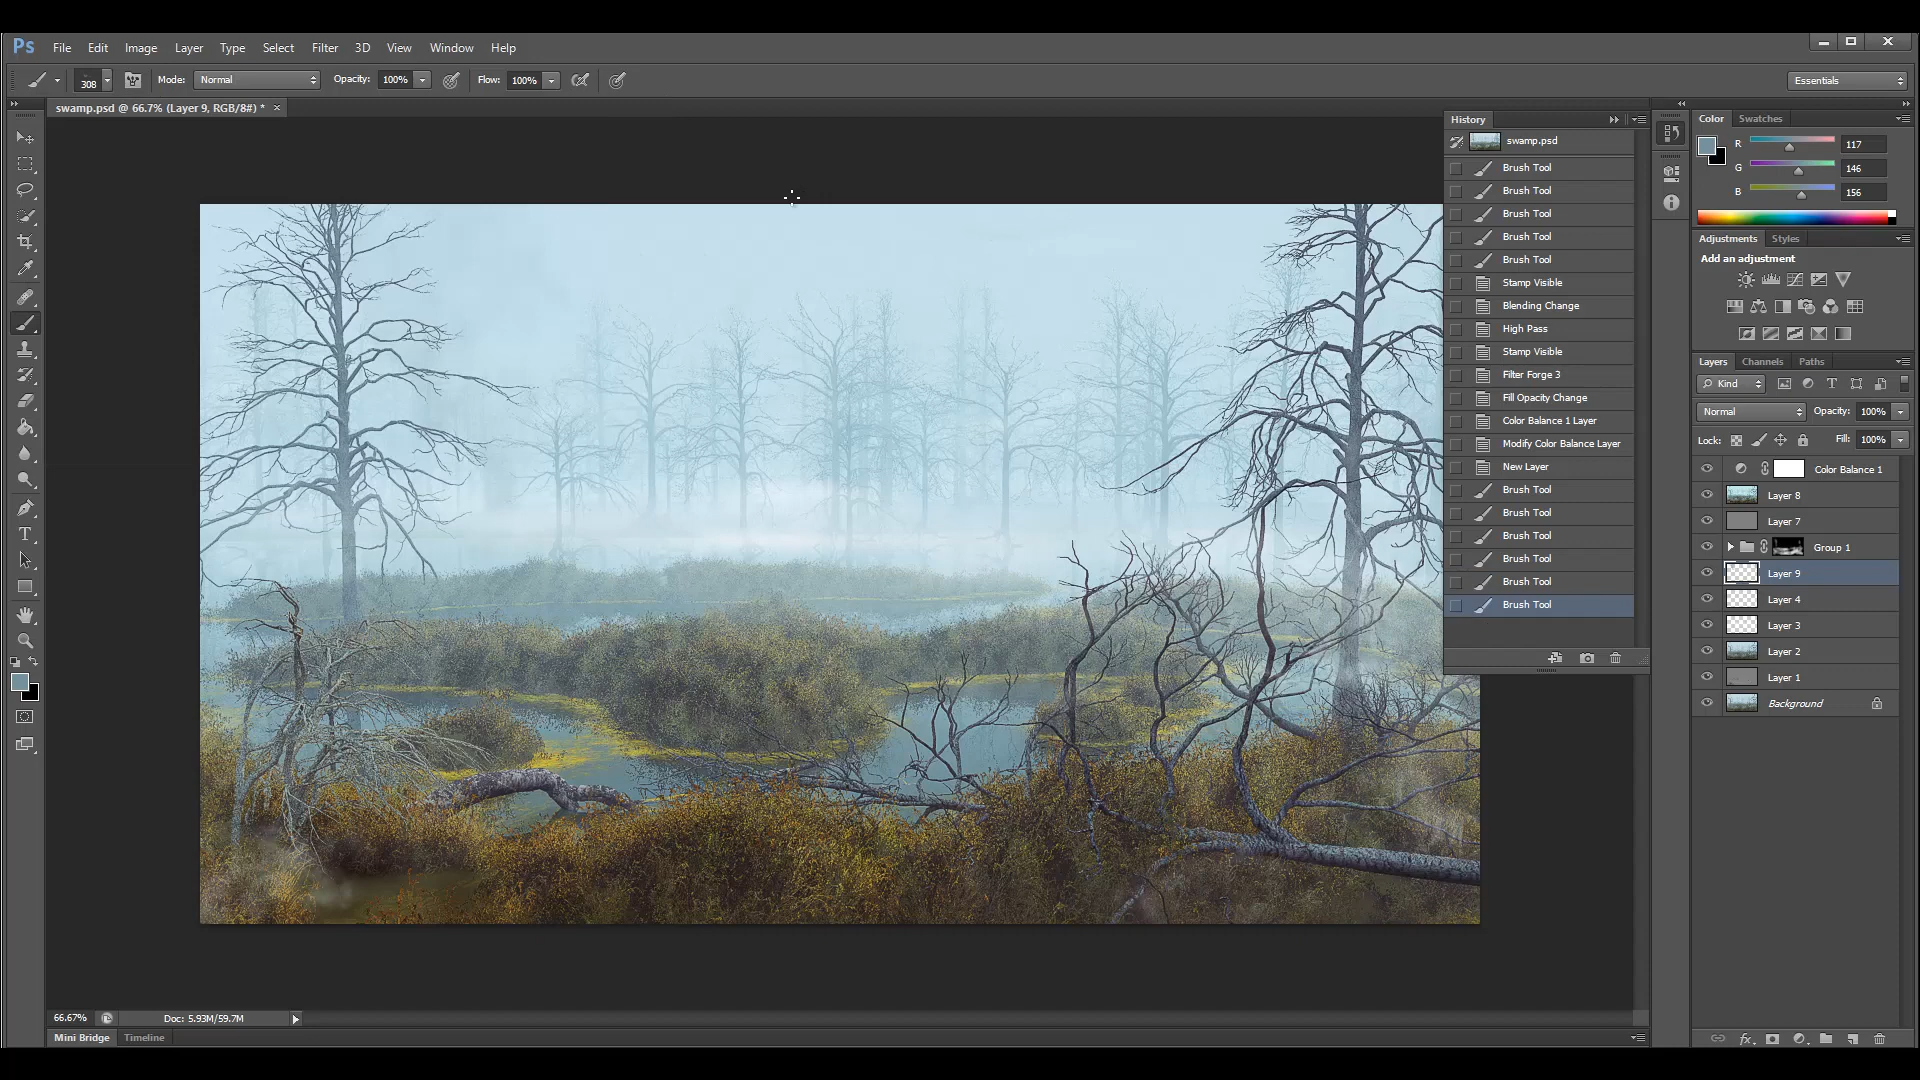 Ps File Edit Image Layer Type Select Filter 3D View Window Help
308 Mode: Normal Opacity: 100% Flow: 100% Essentials
swamp.psd @ 66.7% (Layer 9, RGB/8#) * ×
History
swamp.psd
Brush Tool
Brush Tool
Brush Tool
Brush Tool
Brush Tool
Stamp Visible
Blending Change
High Pass
Stamp Visible
Filter Forge 3
Fill Opacity Change
Color Balance 1 Layer
Modify Color Balance Layer
New Layer
Brush Tool
Brush Tool
Brush Tool
Brush Tool
Brush Tool
Brush Tool
Color Swatches
R 117
G 146
B 156
Adjustments Styles
Add an adjustment
Layers Channels Paths
Kind
Normal Opacity: 100%
Lock: Fill: 100%
Color Balance 1
Layer 8
Layer 7
Group 1
Layer 9
Layer 4
Layer 3
Layer 2
Layer 1
Background
66.67% Doc: 5.93M/59.7M
Mini Bridge Timeline